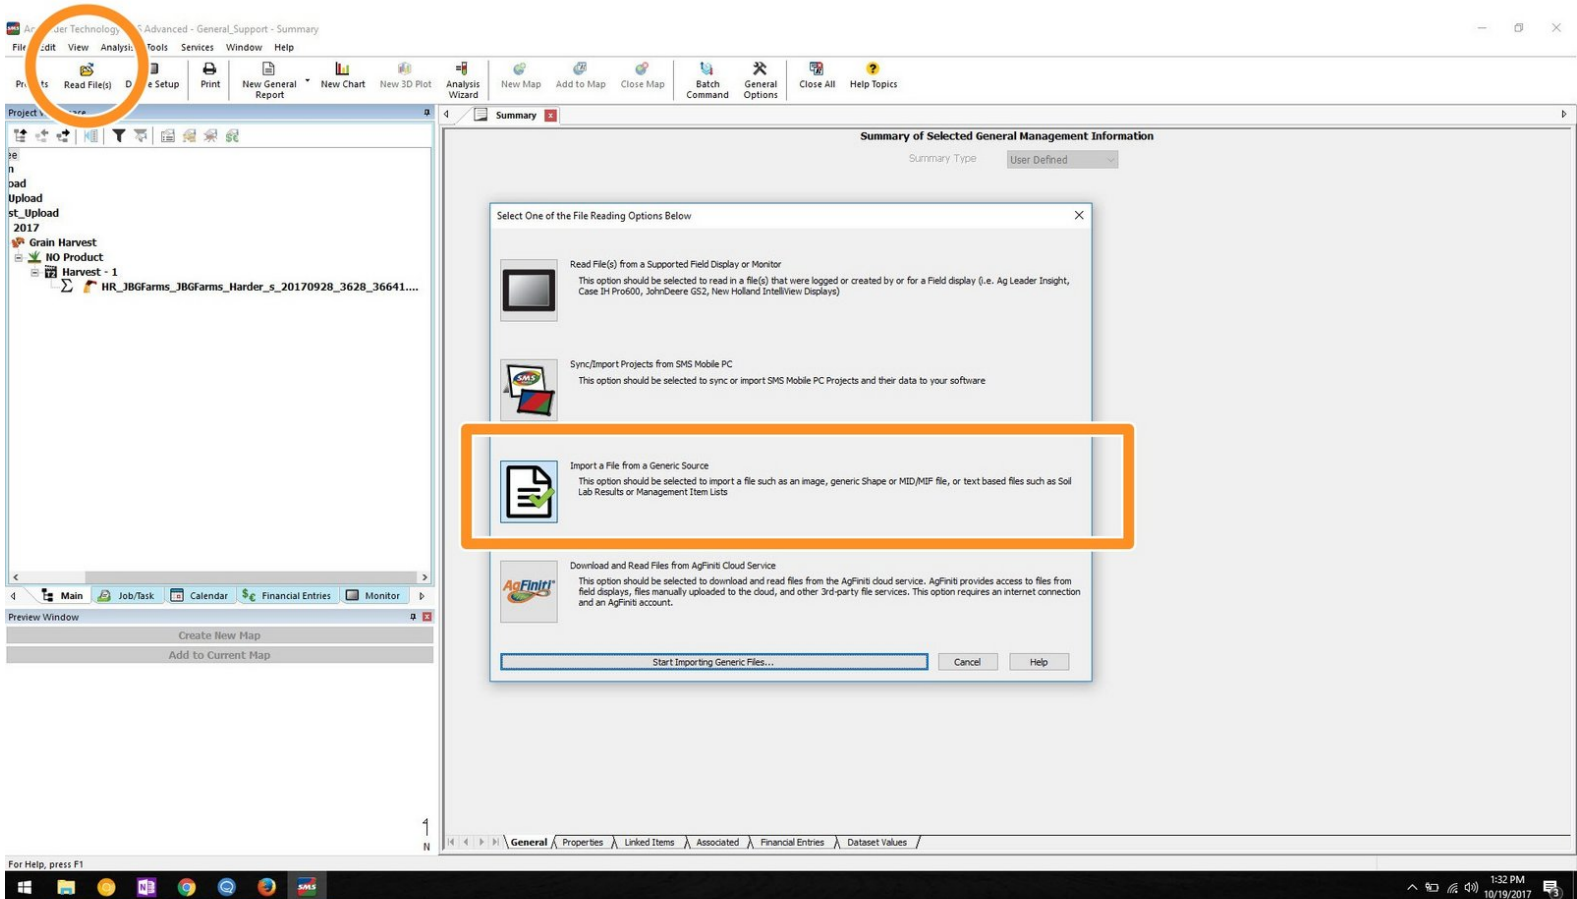 Technology
Advanced - General_Support - Summary
View
Tools
Services
Window
Help
Read File(s)
Setup
Print
New General
Report
New Chart
New 3D Plot
Analysis
Wizard
New Map
Add to Map
Close Map
Batch
Command
General
Options
Close All
Help Topics
Summary
Summary of Selected General Management Information
Summary Type
User Defined
Upload
st_Upload
2017
Grain Harvest
NO Product
Harvest - 1
HR_JBGFarms_JBGFarms_Harder_s_20170928_3628_36641....
Main
Job/Task
Calendar
Financial Entries
Monitor
Preview Window
Create New Map
Add to Current Map
N
Select One of the File Reading Options Below
Read File(s) from a Supported Field Display or Monitor
This option should be selected to read in a file(s) that were logged or created by or for a Field display (i.e. Ag Leader Insight,
Case IH Pro600, JohnDeere GS2, New Holland IntelliView Displays)
SMS
Sync/Import Projects from SMS Mobile PC
This option should be selected to sync or import SMS Mobile PC Projects and their data to your software
Import a File from a Generic Source
This option should be selected to import a file such as an image, generic Shape or MID/MIF file, or text based files such as Soil
Lab Results or Management Item Lists
AgFiniti
Download and Read Files from AgFiniti Cloud Service
This option should be selected to download and read files from the AgFiniti cloud service. AgFiniti provides access to files from
field displays, files manually uploaded to the cloud, and other 3rd-party file services. This option requires an internet connection
and an AgFiniti account.
Start Importing Generic Files...
Cancel
Help
General
Properties
Linked Items
Associated
Financial Entries
Dataset Values
For Help, press F1
SMS
1:32 PM
10/19/2017